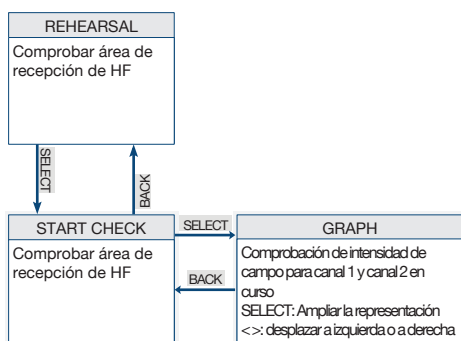 REHEARSAL
Comprobar área de
recepción de HF
SELECT
BACK
START CHECK
Comprobar área de
recepción de HF
SELECT
BACK
GRAPH
Comprobación de intensidad de
campo para canal 1 y canal 2 en
curso
SELECT: Ampliar la representación
<>: desplazar a izquierda o a derecha